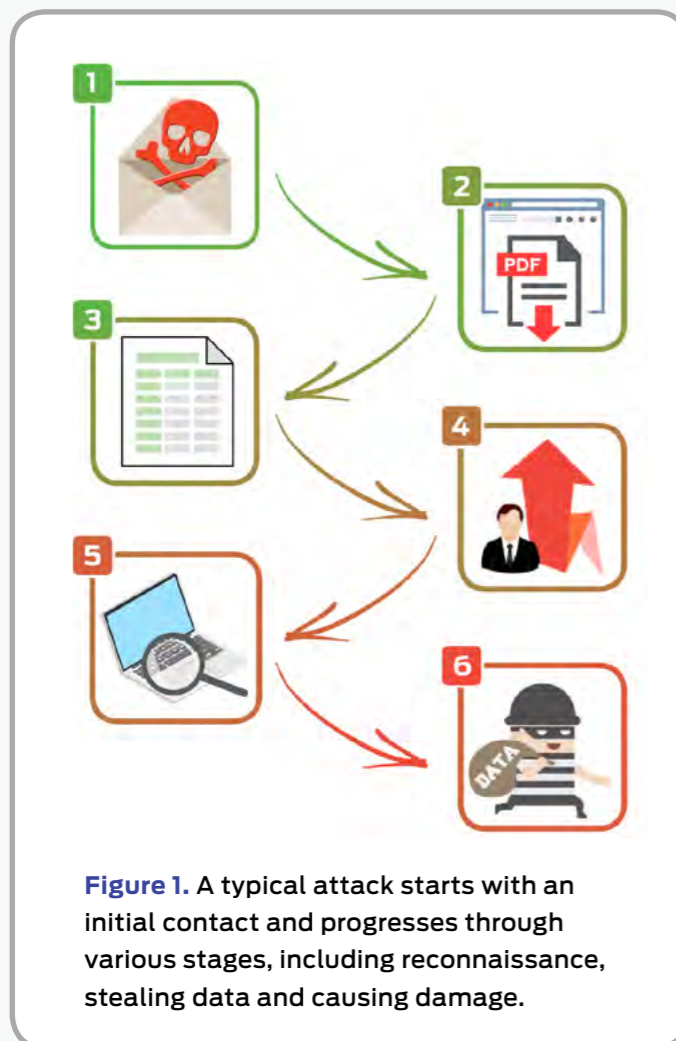 1
2
PDF
3
4
5
6
DATA
Figure 1. A typical attack starts with an
initial contact and progresses through
various stages, including reconnaissance,
stealing data and causing damage.